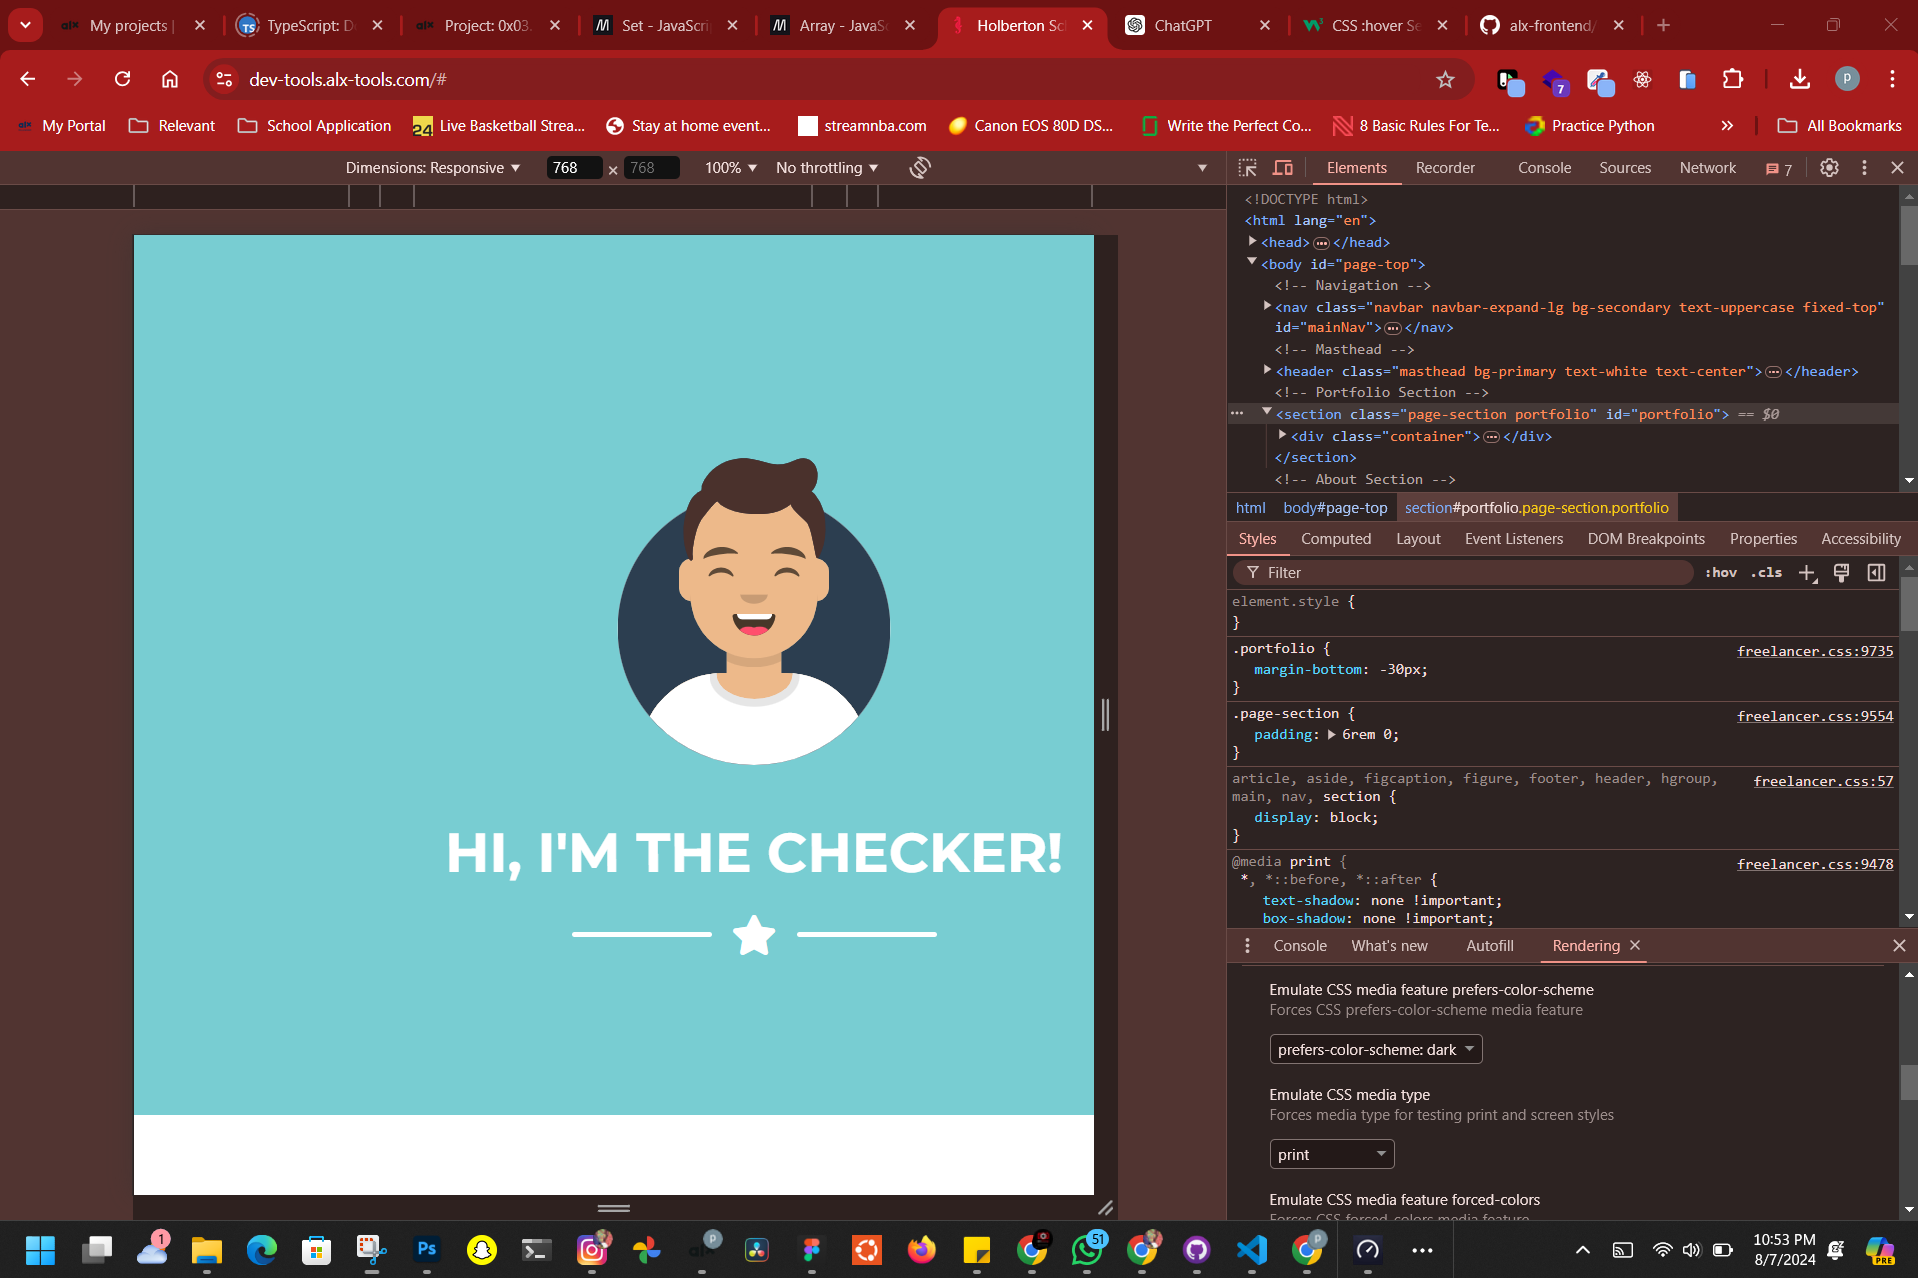 My projects |
TypeScript: D
Project: 0x03.
Set - JavaScrip
Array - JavaS
Holberton Sc
ChatGPT
CSS :hover Se
alx-frontend/
dev-tools.alx-tools.com/#
7
P
My Portal
Relevant
School Application
24
Live Basketball Strea...
Stay at home event...
streamnba.com
Canon EOS 80D DS...
Write the Perfect Co...
8 Basic Rules For Te...
Practice Python
All Bookmarks
Dimensions: Responsive
768
×
768
100%
No throttling
Elements
Recorder
Console
Sources
Network
7
<!DOCTYPE html>
<html lang="en">
<head> ... </head>
<body id="page-top">
<!-- Navigation -->
<nav class="navbar navbar-expand-lg bg-secondary text-uppercase fixed-top"
id="mainNav"> ... </nav>
<!-- Masthead -->
<header class="masthead bg-primary text-white text-center"> ... </header>
<!-- Portfolio Section -->
... <section class="page-section portfolio" id="portfolio"> == $0
<div class="container"> ... </div>
</section>
<!-- About Section -->
html
body#page-top
section#portfolio.page-section.portfolio
Styles
Computed
Layout
Event Listeners
DOM Breakpoints
Properties
Accessibility
Filter
:hov
.cls
element.style {
}
.portfolio {
freelancer.css:9735
margin-bottom: -30px;
}
.page-section {
freelancer.css:9554
padding: 6rem 0;
}
article, aside, figcaption, figure, footer, header, hgroup,
freelancer.css:57
main, nav, section {
display: block;
}
@media print {
freelancer.css:9478
*, *::before, *::after {
text-shadow: none !important;
box-shadow: none !important;
HI, I'M THE CHECKER!
Console
What's new
Autofill
Rendering
Emulate CSS media feature prefers-color-scheme
Forces CSS prefers-color-scheme media feature
prefers-color-scheme: dark
Emulate CSS media type
Forces media type for testing print and screen styles
print
Emulate CSS media feature forced-colors
Forces CSS forced-colors media feature
1
Ps
P
51
P
10:53 PM
8/7/2024
PRE